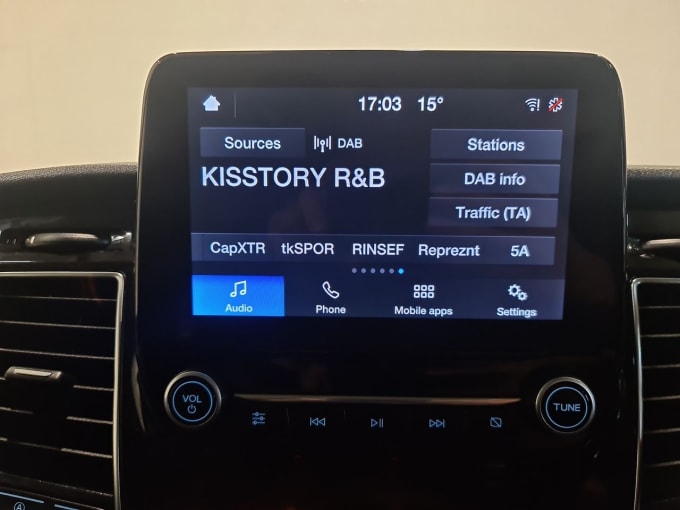 17:03 15°
Sources DAB Stations
KISSTORY R&B
DAB info
Traffic (TA)
CapXTR tkSPOR RINSEF Repreznt 5A
Audio Phone Mobile apps Settings
VOL TUNE
A